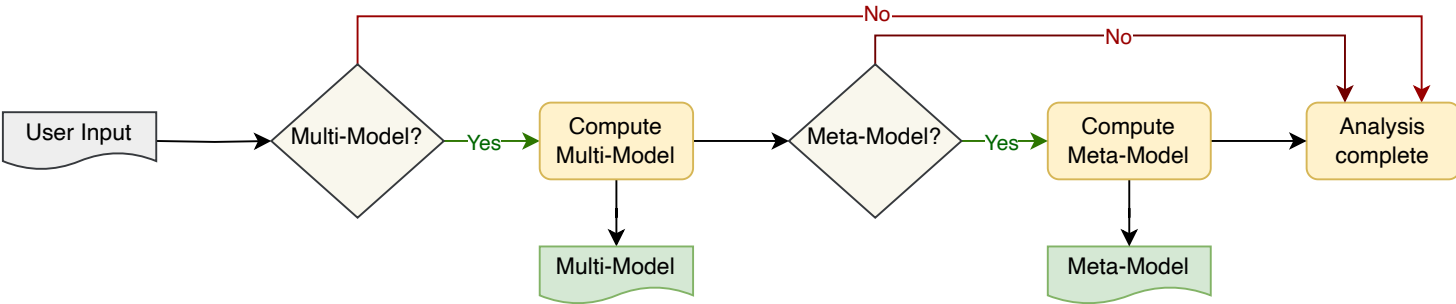 No
No
User Input
Multi-Model?
Yes
Compute
Multi-Model
Meta-Model?
Yes
Compute
Meta-Model
Analysis
complete
Multi-Model
Meta-Model